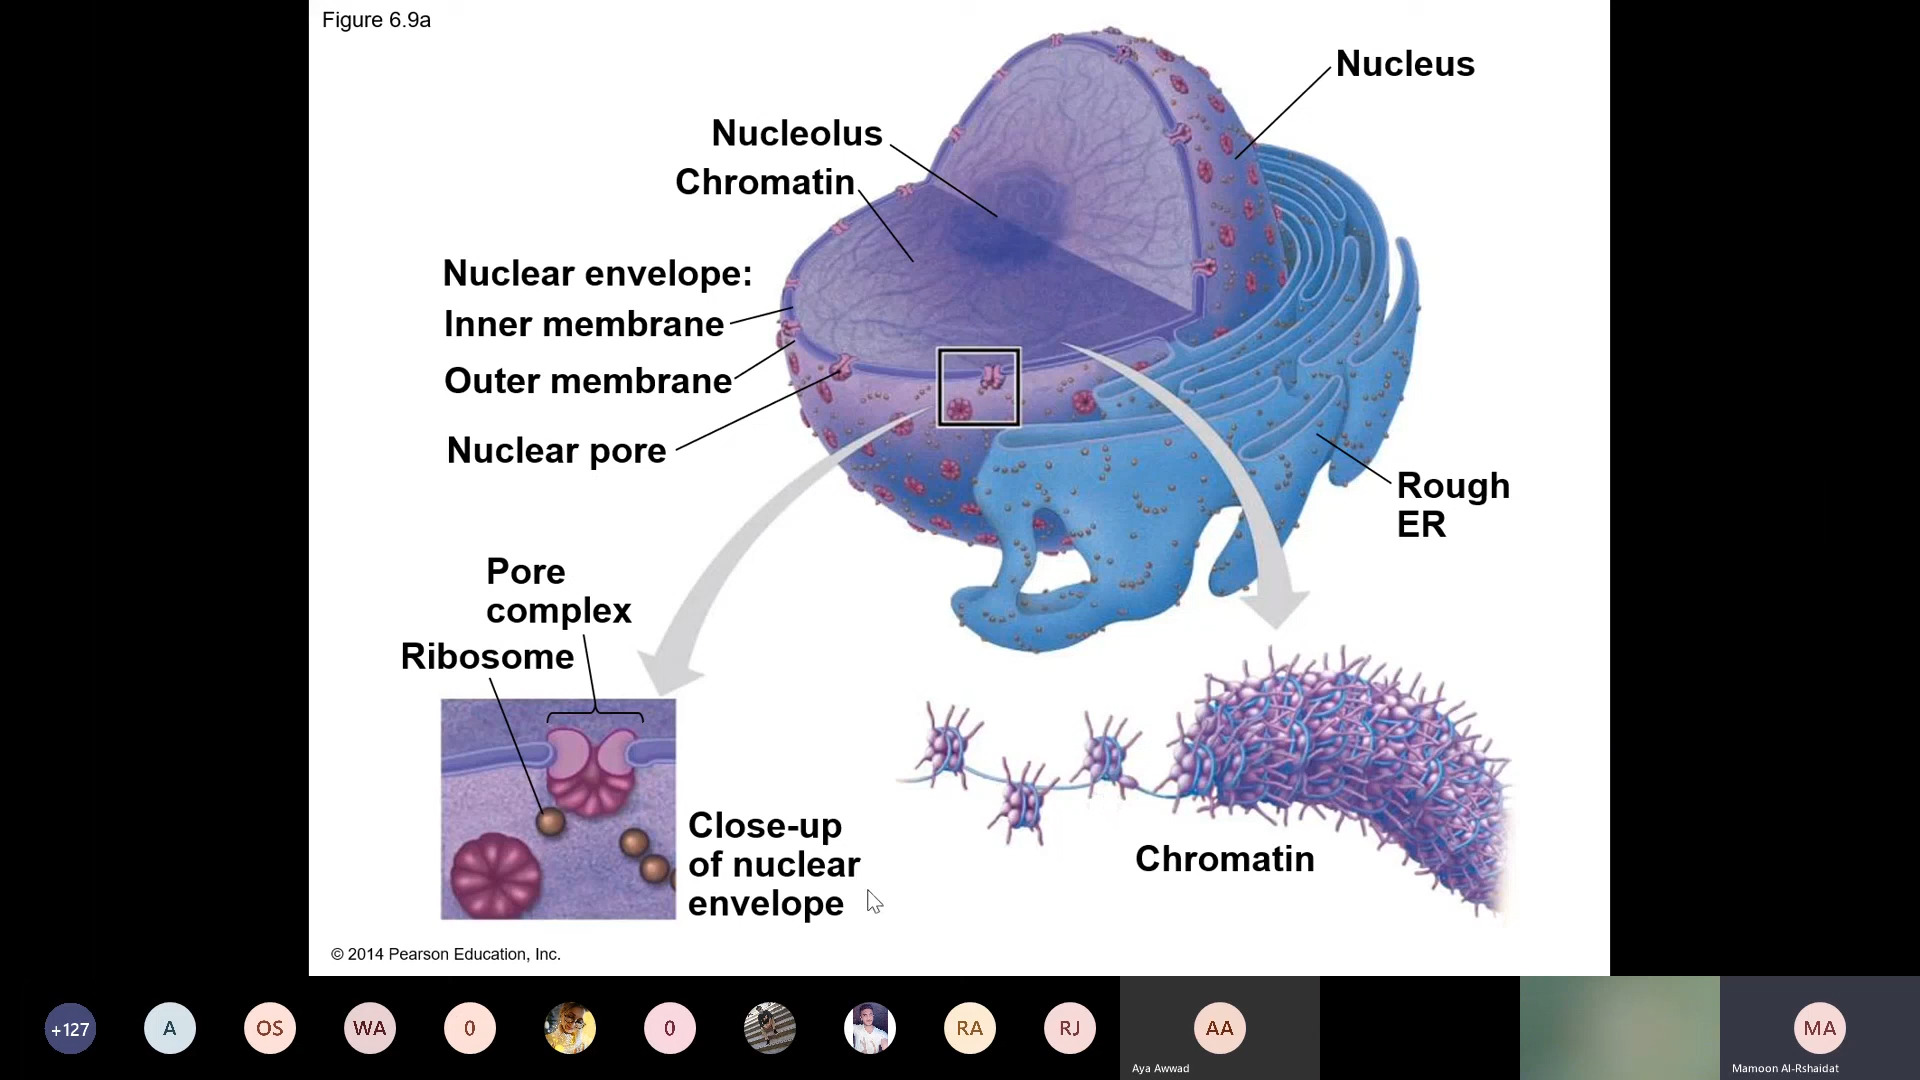 Figure 6.9a
Nucleus
Nucleolus
Chromatin
Nuclear envelope:
Inner membrane
Outer membrane
Nuclear pore
Rough
ER
Pore
complex
Ribosome
Close-up
of nuclear
envelope
Chromatin
© 2014 Pearson Education, Inc.
+127
A
OS
WA
0
0
RA
RJ
AA
MA
Aya Awwad
Mamoon Al-Rshaidat